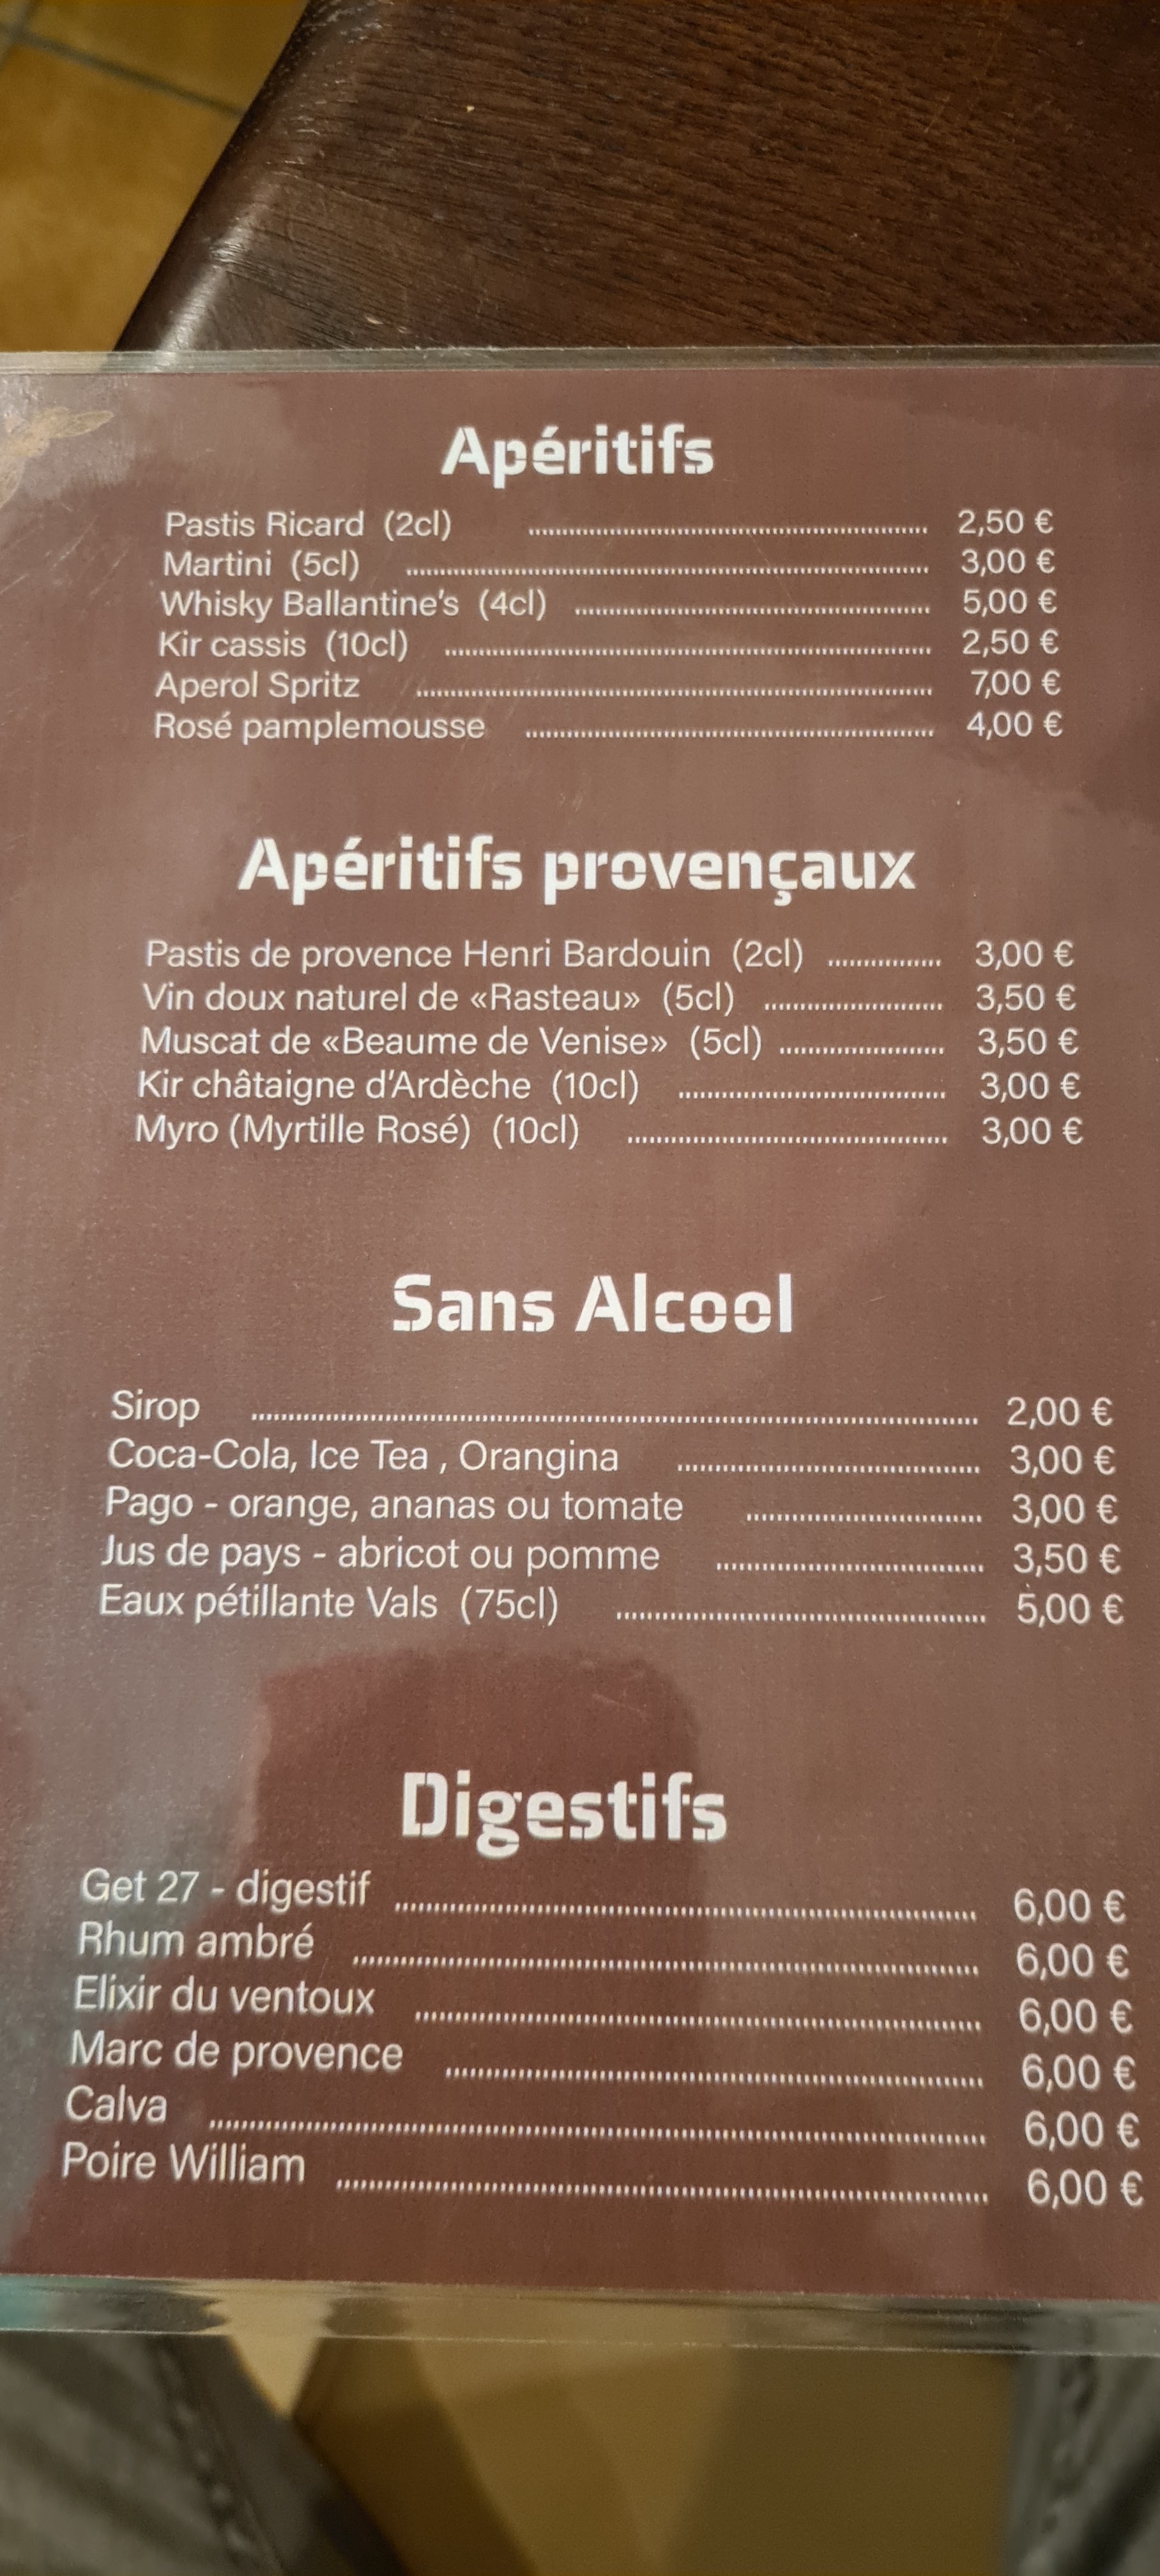 Apéritifs
Pastis Ricard (2cl) ........ 2,50 €
Martini (5cl) ........ 3,00 €
Whisky Ballantine's (4cl) ........ 5,00 €
Kir cassis (10cl) ........ 2,50 €
Aperol Spritz ........ 7,00 €
Rosé pamplemousse ........ 4,00 €
Apéritifs provençaux
Pastis de provence Henri Bardouin (2cl) ........ 3,00 €
Vin doux naturel de «Rasteau» (5cl) ........ 3,50 €
Muscat de «Beaume de Venise» (5cl) ........ 3,50 €
Kir châtaigne d'Ardèche (10cl) ........ 3,00 €
Myro (Myrtille Rosé) (10cl) ........ 3,00 €
Sans Alcool
Sirop ........ 2,00 €
Coca-Cola, Ice Tea , Orangina ........ 3,00 €
Pago - orange, ananas ou tomate ........ 3,00 €
Jus de pays - abricot ou pomme ........ 3,50 €
Eaux pétillante Vals (75cl) ........ 5,00 €
Digestifs
Get 27 - digestif ........ 6,00 €
Rhum ambré ........ 6,00 €
Elixir du ventoux ........ 6,00 €
Marc de provence ........ 6,00 €
Calva ........ 6,00 €
Poire William ........ 6,00 €